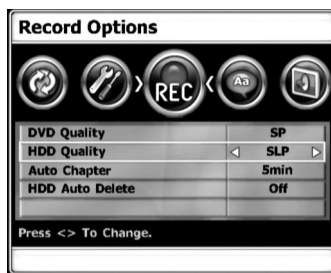 Record Options
REC
Aa
DVD Quality SP
HDD Quality SLP
Auto Chapter 5min
HDD Auto Delete Off
Press <> To Change.